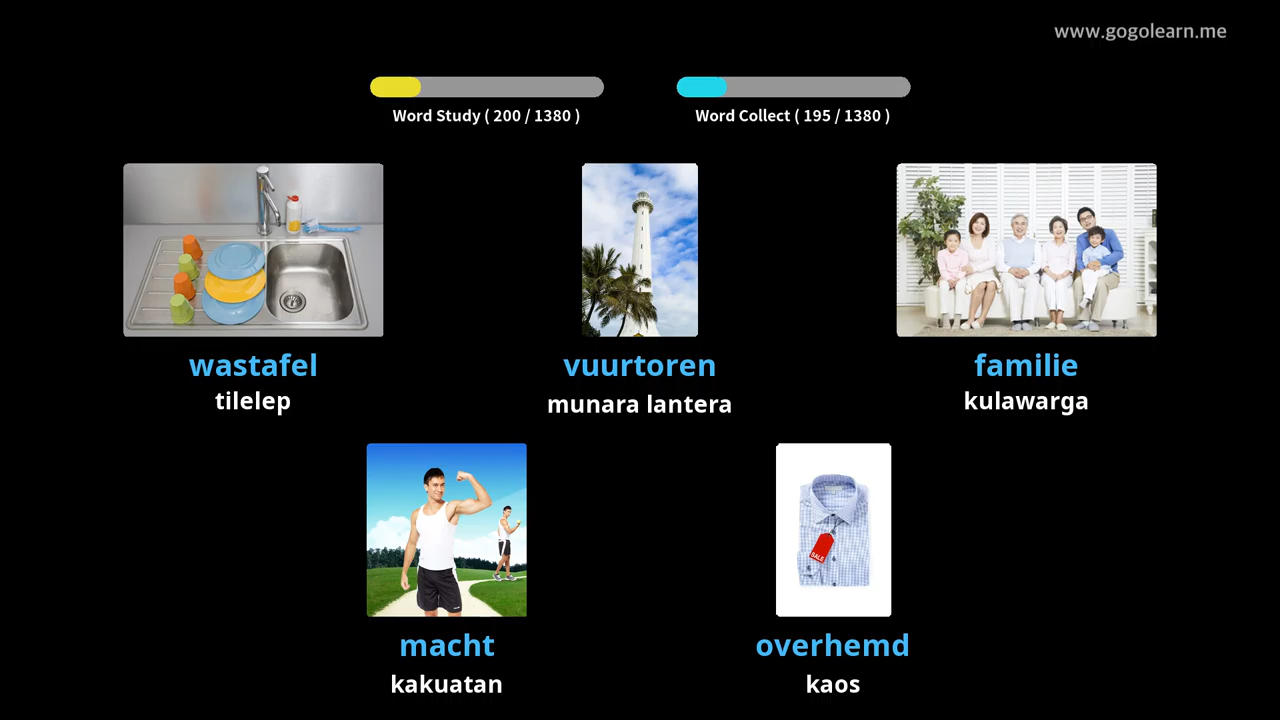 www.gogolearn.me
Word Study ( 200 / 1380 )
Word Collect ( 195 / 1380 )
wastafel
tilelep
vuurtoren
munara lantera
familie
kulawarga
SALE
macht
kakuatan
overhemd
kaos